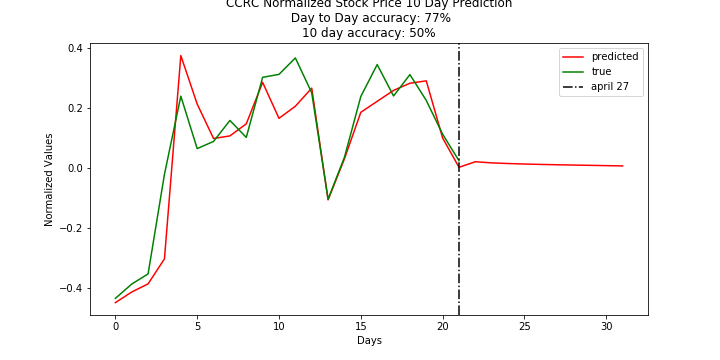 CCRC Normalized Stock Price 10 Day Prediction
Day to Day accuracy: 77%
10 day accuracy: 50%
predicted
true
april 27
Normalized Values
0.4
0.2
0.0
−0.2
−0.4
0 5 10 15 20 25 30
Days